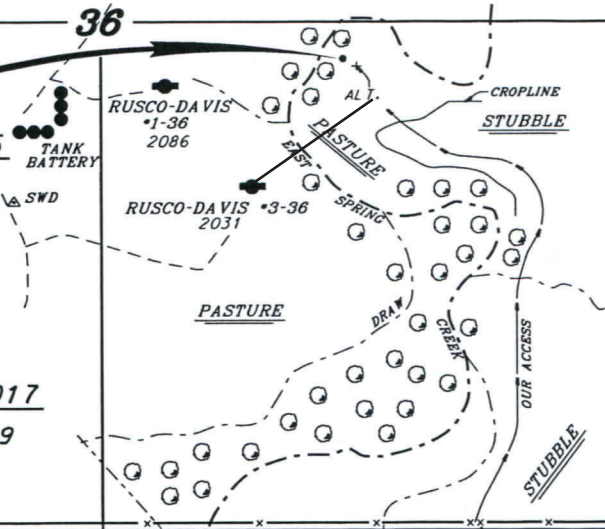 36
ALT.
CROPLINE
STUBBLE
RUSCO-DAVIS
•1-36
2086
PASTURE
TANK
BATTERY
EAST
SPRING
CREEK
SWD
RUSCO-DAVIS •3-36
2031
PASTURE
DRAW
OUR ACCESS
017
9
STUBBLE